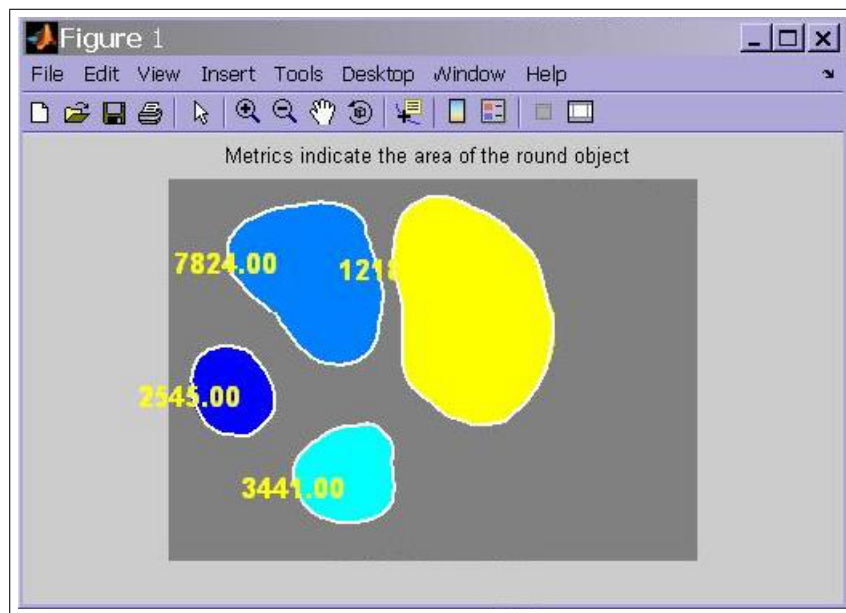 Figure 1
File Edit View Insert Tools Desktop Window Help
Metrics indicate the area of the round object
7824.00
1218
2545.00
3441.00